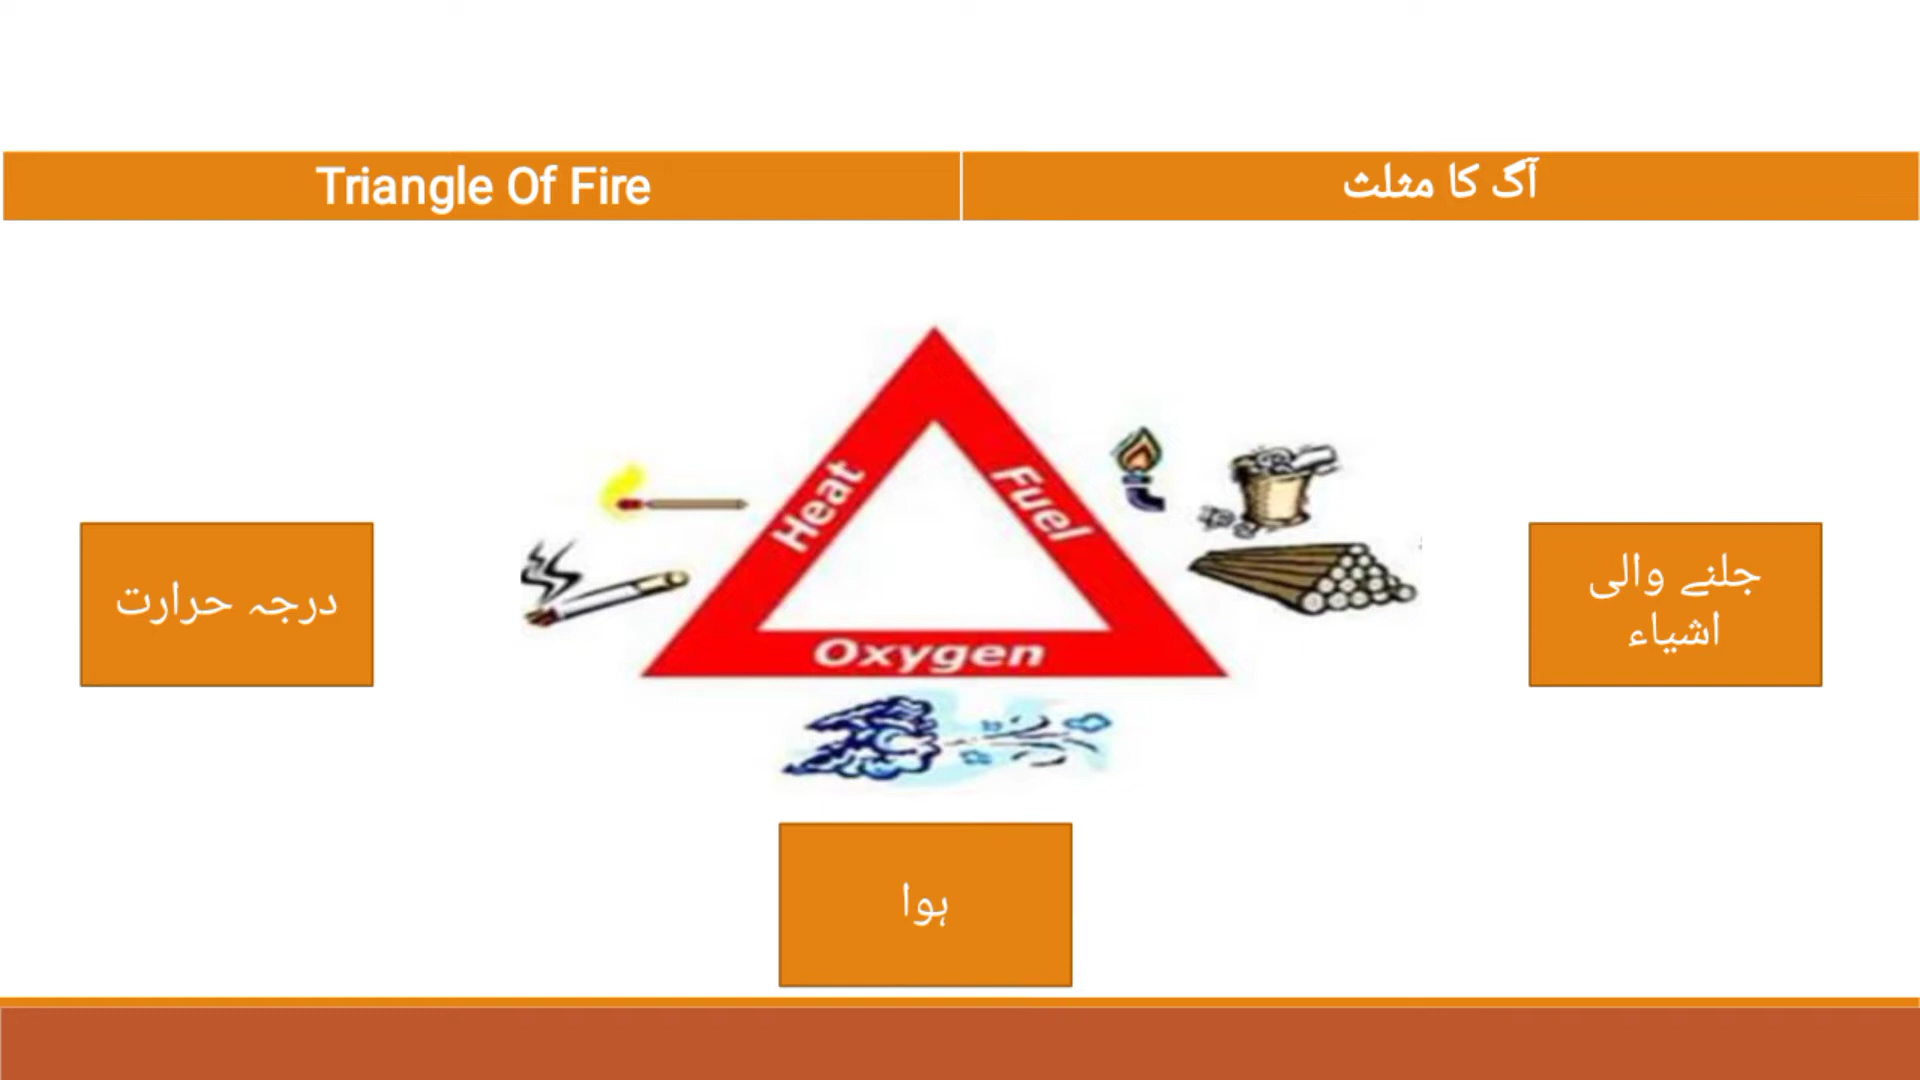 Triangle Of Fire
آگ کا مثلث
Heat
Fuel
Oxygen
درجہ حرارت
جلنے والی
اشیاء
ہوا